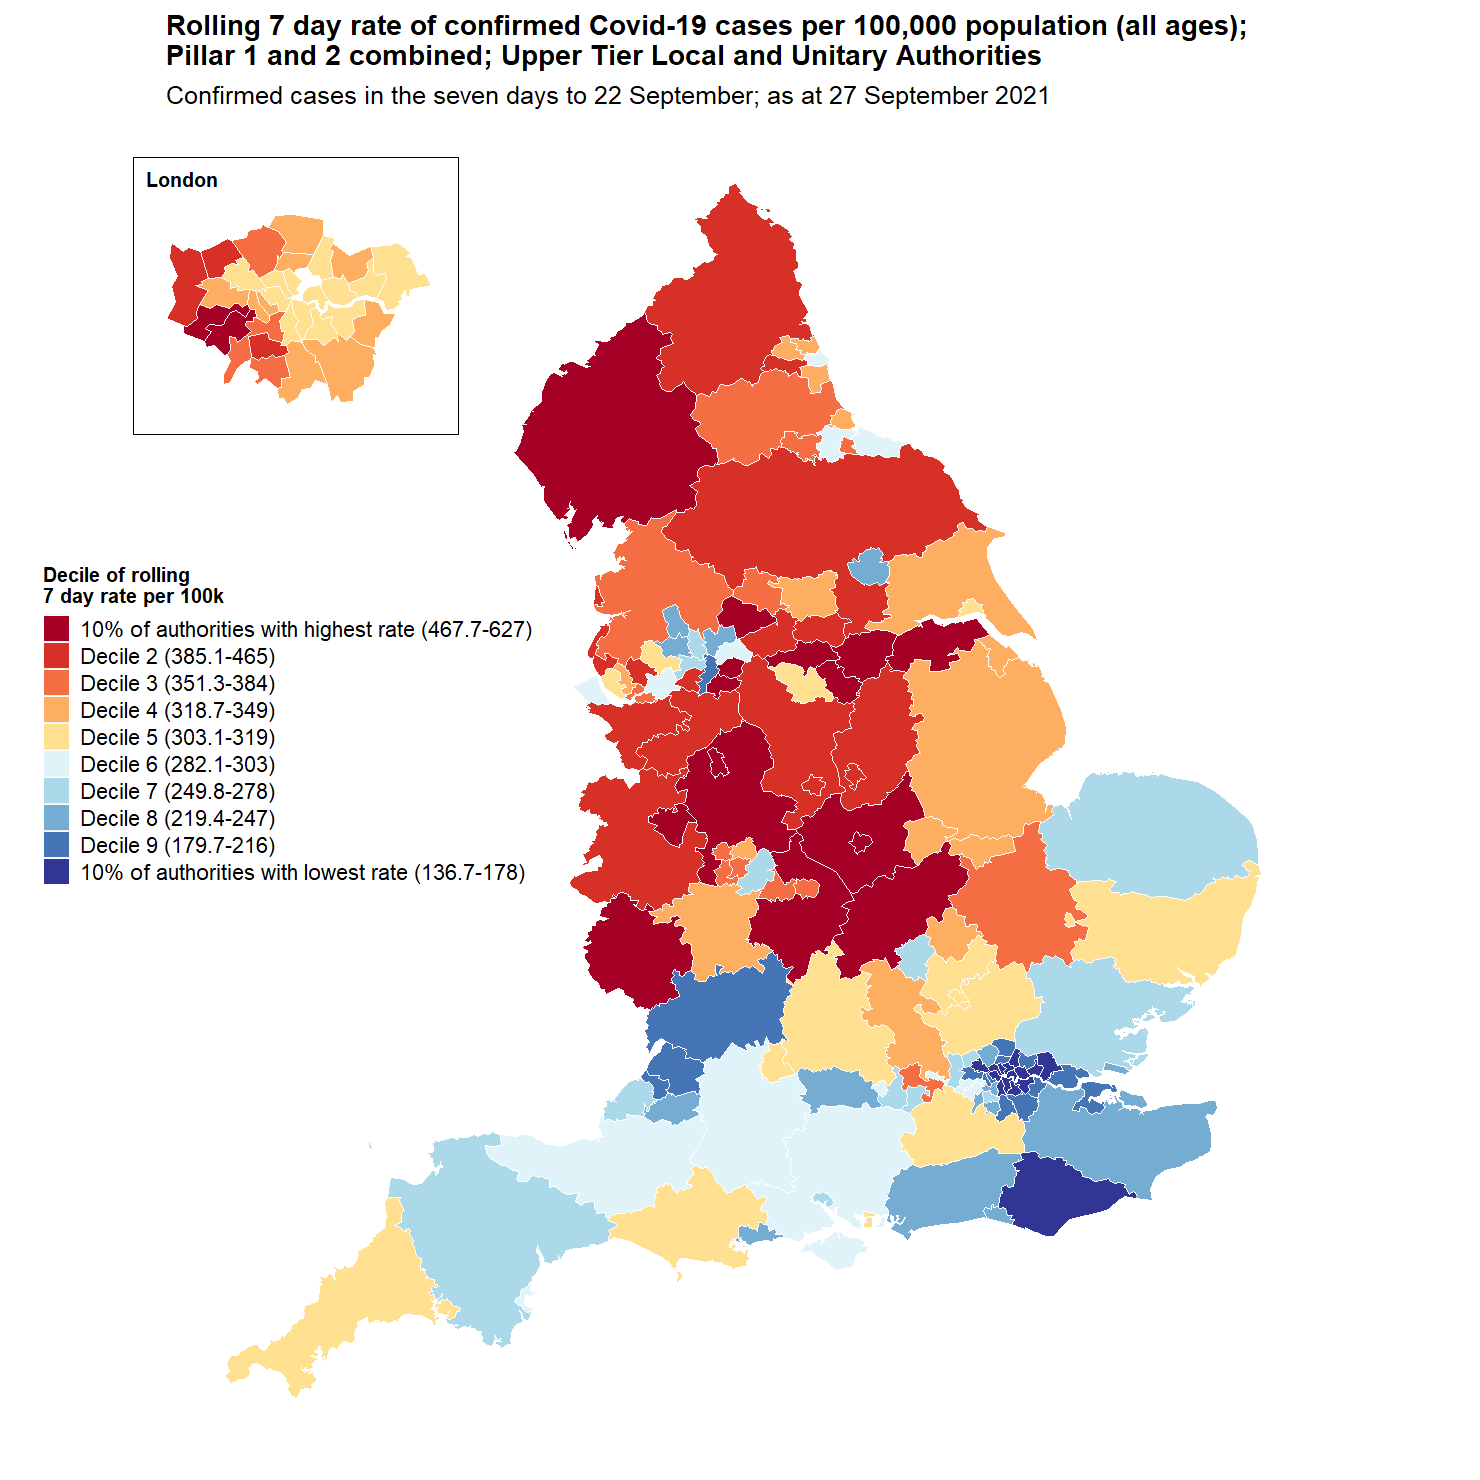 Rolling 7 day rate of confirmed Covid-19 cases per 100,000 population (all ages);
Pillar 1 and 2 combined; Upper Tier Local and Unitary Authorities
Confirmed cases in the seven days to 22 September; as at 27 September 2021
London
Decile of rolling
7 day rate per 100k
10% of authorities with highest rate (467.7-627)
Decile 2 (385.1-465)
Decile 3 (351.3-384)
Decile 4 (318.7-349)
Decile 5 (303.1-319)
Decile 6 (282.1-303)
Decile 7 (249.8-278)
Decile 8 (219.4-247)
Decile 9 (179.7-216)
10% of authorities with lowest rate (136.7-178)